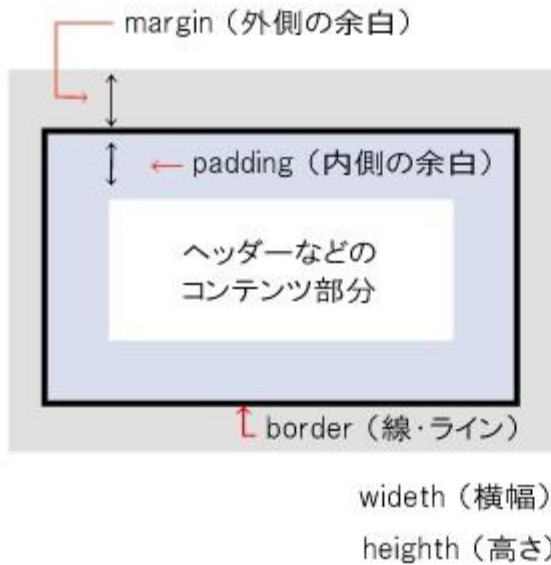 margin（外側の余白）
padding（内側の余白）
ヘッダーなどの
コンテンツ部分
border（線・ライン）
wideth（横幅）
heighth（高さ）